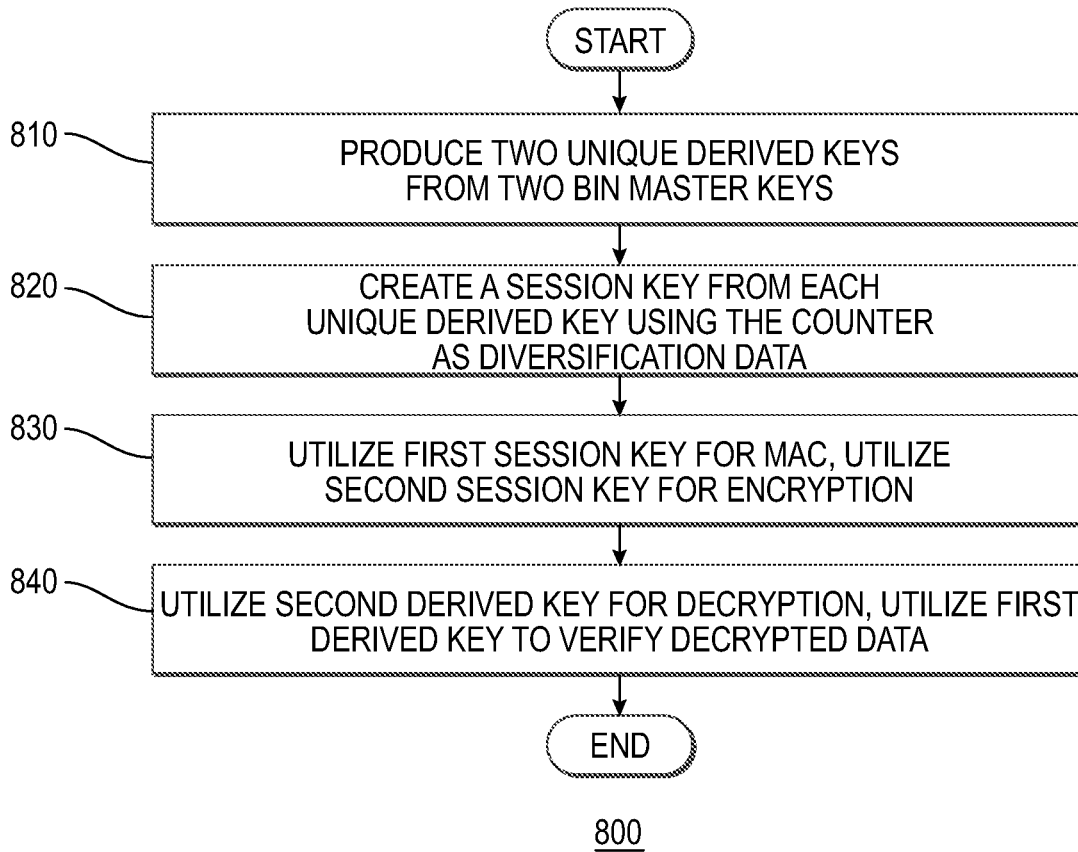 START
810
PRODUCE TWO UNIQUE DERIVED KEYS
FROM TWO BIN MASTER KEYS
820
CREATE A SESSION KEY FROM EACH
UNIQUE DERIVED KEY USING THE COUNTER
AS DIVERSIFICATION DATA
830
UTILIZE FIRST SESSION KEY FOR MAC, UTILIZE
SECOND SESSION KEY FOR ENCRYPTION
840
UTILIZE SECOND DERIVED KEY FOR DECRYPTION, UTILIZE FIRST
DERIVED KEY TO VERIFY DECRYPTED DATA
END
800